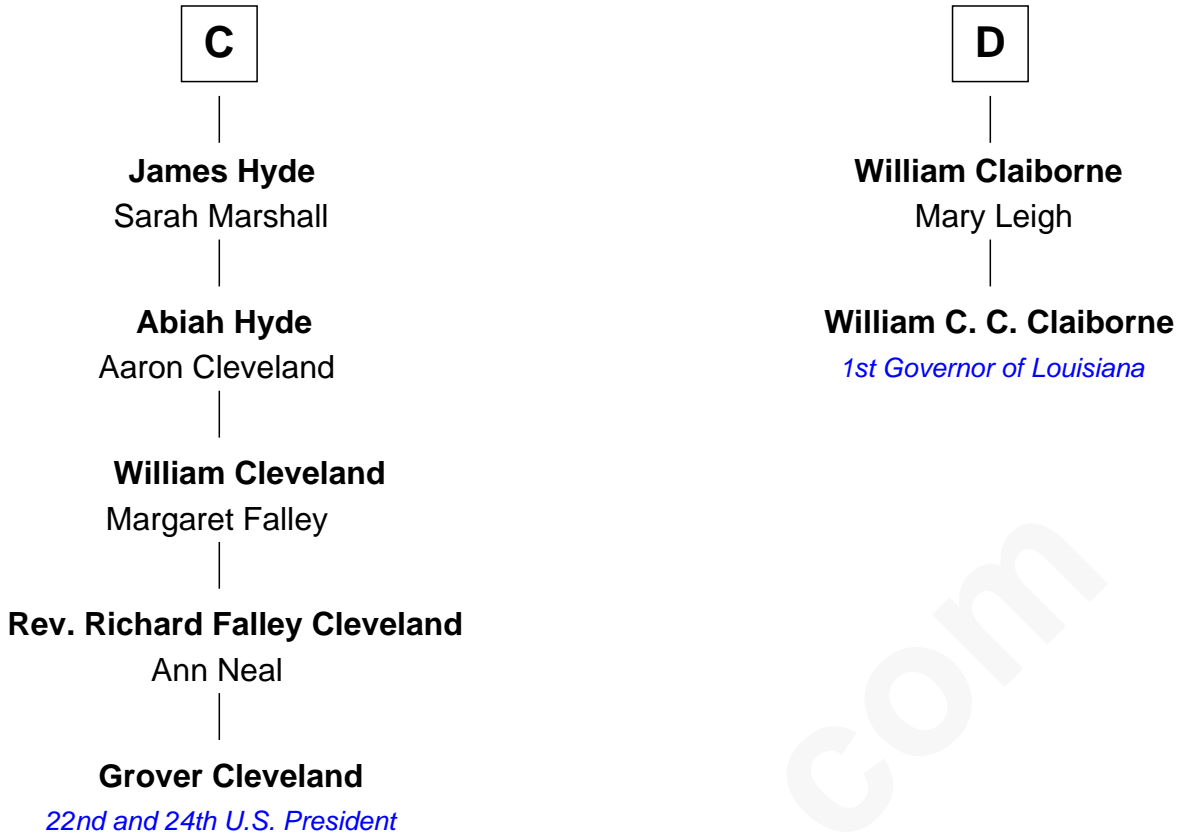 C
James Hyde
Sarah Marshall
Abiah Hyde
Aaron Cleveland
William Cleveland
Margaret Falley
Rev. Richard Falley Cleveland
Ann Neal
Grover Cleveland
22nd and 24th U.S. President
D
William Claiborne
Mary Leigh
William C. C. Claiborne
1st Governor of Louisiana
com